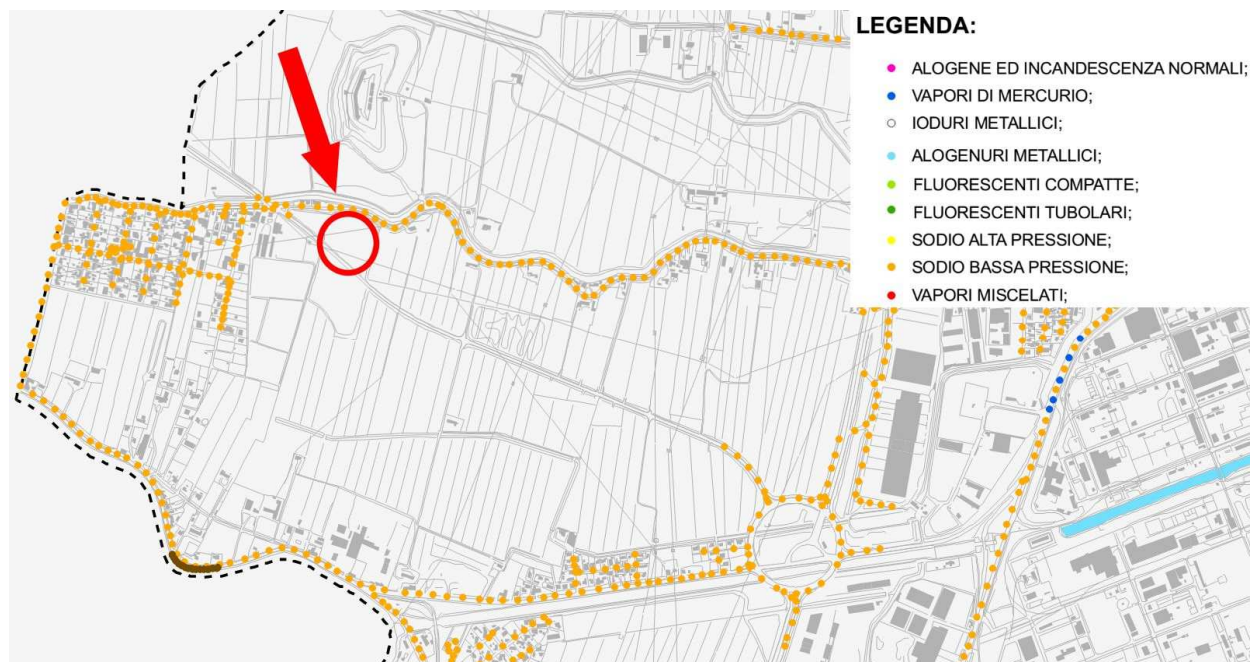 LEGENDA:
ALOGENE ED INCANDESCENZA NORMALI;
VAPORI DI MERCURIO;
IODURI METALLICI;
ALOGENURI METALLICI;
FLUORESCENTI COMPATTE;
FLUORESCENTI TUBOLARI;
SODIO ALTA PRESSIONE;
SODIO BASSA PRESSIONE;
VAPORI MISCELATI;